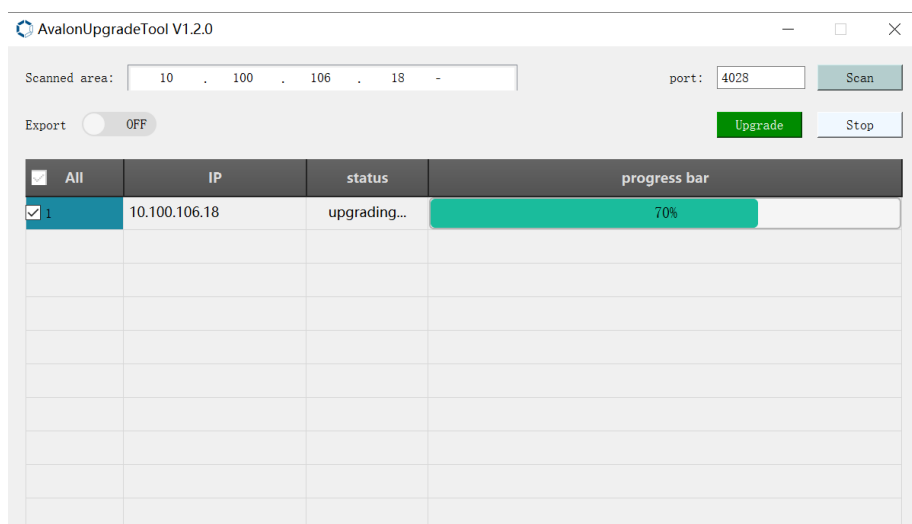 AvalonUpgradeTool V1.2.0
Scanned area: 10 . 100 . 106 . 18 - port: 4028 Scan
Export OFF Upgrade Stop
All IP status progress bar
1 10.100.106.18 upgrading... 70%